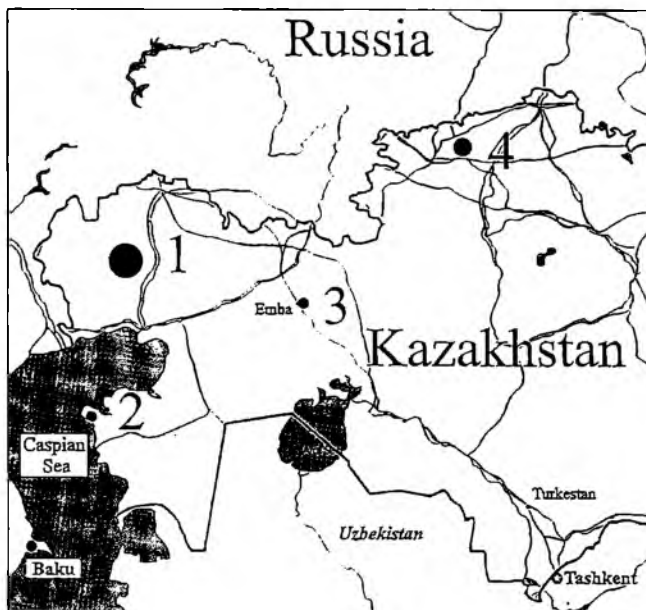 Russia
4
1
Emba
3
Kazakhstan
2
Caspian
Sea
Turkestan
Uzbekistan
Baku
Tashkent